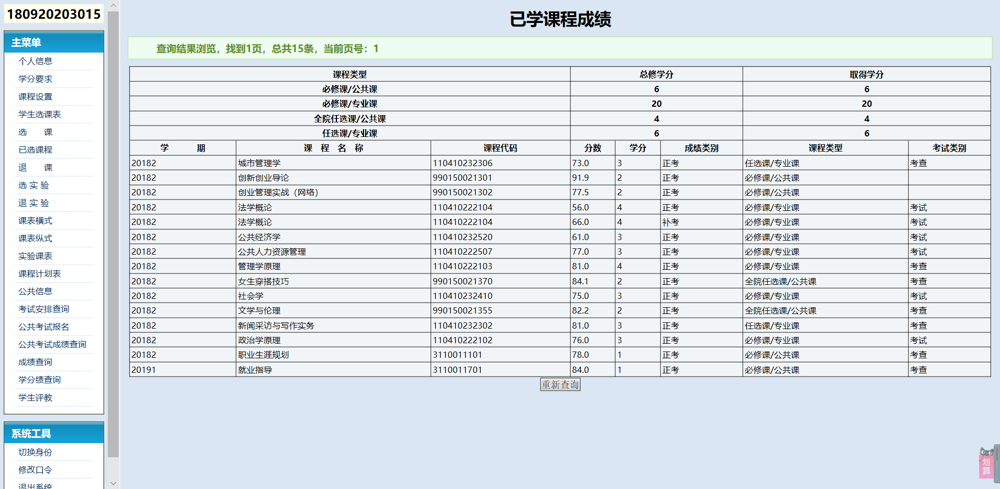 180920203015
主菜单
个人信息
学分要求
课程设置
学生选课表
选 课
已选课程
退 课
选 实 验
退 实 验
课表横式
课表纵式
实验课表
课程计划表
公共信息
考试安排查询
公共考试报名
公共考试成绩查询
成绩查询
学分绩查询
学生评教
系统工具
切换身份
修改口令
退出系统
已学课程成绩
查询结果浏览，找到1页，总共15条，当前页号：1
课程类型 总修学分 取得学分
必修课/公共课 6 6
必修课/专业课 20 20
全院任选课/公共课 4 4
任选课/专业课 6 6
学 期 课 程 名 称 课程代码 分数 学分 成绩类别 课程类型 考试类别
20182 城市管理学 110410232306 73.0 3 正考 任选课/专业课 考查
20182 创新创业导论 990150021301 91.9 2 正考 必修课/公共课
20182 创业管理实战（网络） 990150021302 77.5 2 正考 必修课/公共课
20182 法学概论 110410222104 56.0 4 正考 必修课/专业课 考试
20182 法学概论 110410222104 66.0 4 补考 必修课/专业课 考试
20182 公共经济学 110410232520 61.0 3 正考 必修课/专业课 考试
20182 公共人力资源管理 110410222507 77.0 3 正考 必修课/专业课 考试
20182 管理学原理 110410222103 81.0 4 正考 必修课/专业课 考查
20182 女生穿搭技巧 990150021370 84.1 2 正考 全院任选课/公共课 考查
20182 社会学 110410232410 75.0 3 正考 必修课/专业课 考试
20182 文学与伦理 990150021355 82.2 2 正考 全院任选课/公共课 考查
20182 新闻采访与写作实务 110410232302 81.0 3 正考 任选课/专业课 考查
20182 政治学原理 110410222102 76.0 3 正考 必修课/专业课 考试
20182 职业生涯规划 3110011101 78.0 1 正考 必修课/公共课 考查
20191 就业指导 3110011701 84.0 1 正考 必修课/公共课 考查
重新查询
划
算